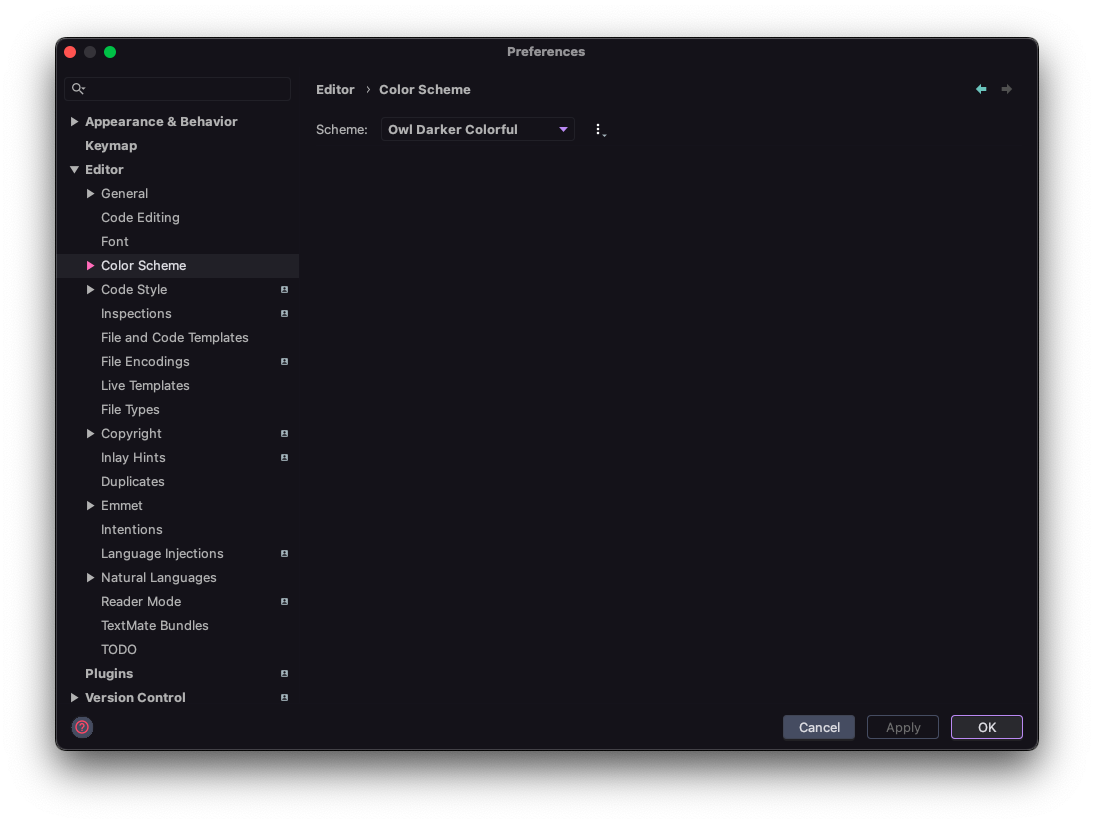 Preferences
Editor › Color Scheme
Scheme: Owl Darker Colorful
Appearance & Behavior
Keymap
Editor
General
Code Editing
Font
Color Scheme
Code Style
Inspections
File and Code Templates
File Encodings
Live Templates
File Types
Copyright
Inlay Hints
Duplicates
Emmet
Intentions
Language Injections
Natural Languages
Reader Mode
TextMate Bundles
TODO
Plugins
Version Control
?
Cancel
Apply
OK